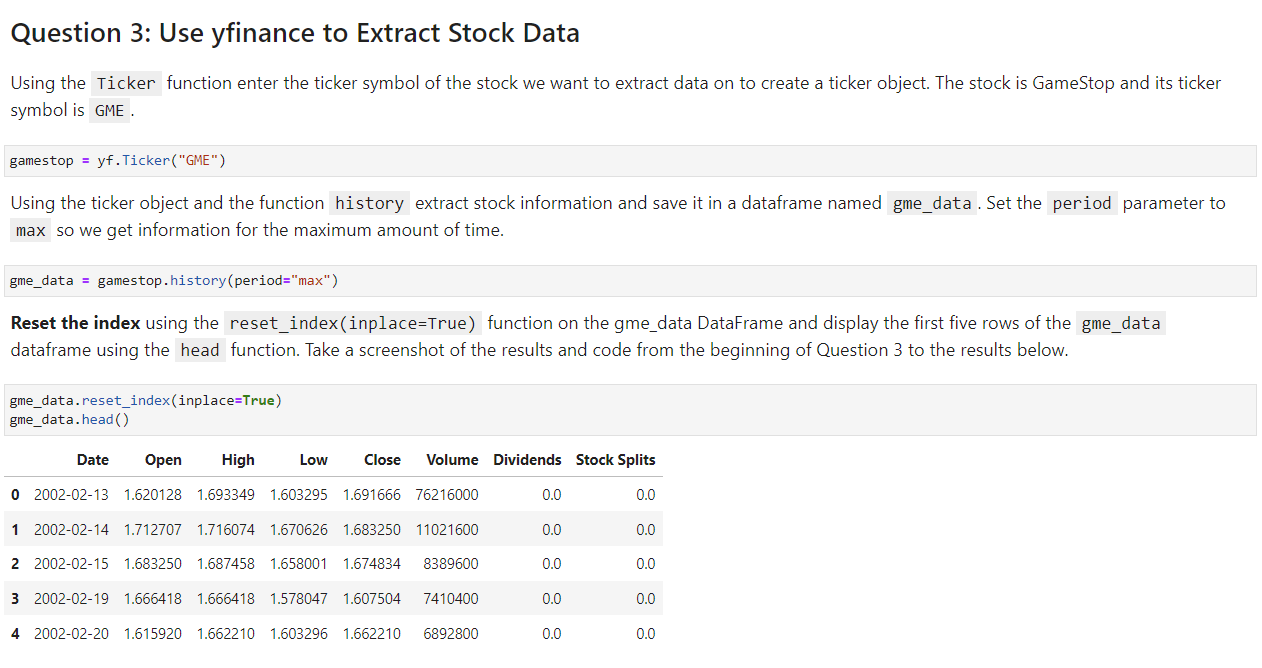 Question 3: Use yfinance to Extract Stock Data
Using the Ticker function enter the ticker symbol of the stock we want to extract data on to create a ticker object. The stock is GameStop and its ticker
symbol is GME .
gamestop = yf.Ticker("GME")
Using the ticker object and the function history extract stock information and save it in a dataframe named gme_data . Set the period parameter to
max so we get information for the maximum amount of time.
gme_data = gamestop.history(period="max")
Reset the index using the reset_index(inplace=True) function on the gme_data DataFrame and display the first five rows of the gme_data
dataframe using the head function. Take a screenshot of the results and code from the beginning of Question 3 to the results below.
gme_data.reset_index(inplace=True)
gme_data.head()
Date Open High Low Close Volume Dividends Stock Splits
0 2002-02-13 1.620128 1.693349 1.603295 1.691666 76216000 0.0 0.0
1 2002-02-14 1.712707 1.716074 1.670626 1.683250 11021600 0.0 0.0
2 2002-02-15 1.683250 1.687458 1.658001 1.674834 8389600 0.0 0.0
3 2002-02-19 1.666418 1.666418 1.578047 1.607504 7410400 0.0 0.0
4 2002-02-20 1.615920 1.662210 1.603296 1.662210 6892800 0.0 0.0